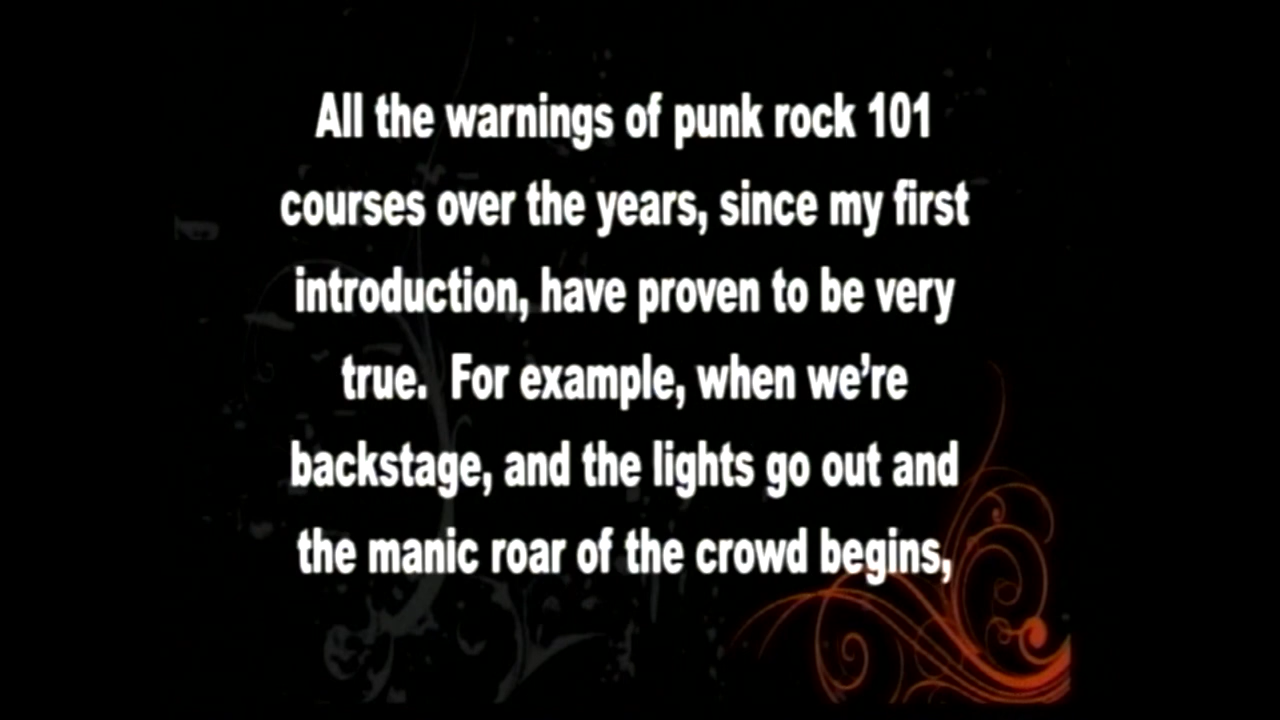 All the warnings of punk rock 101
courses over the years, since my first
introduction, have proven to be very
true.  For example, when we’re
backstage, and the lights go out and
the manic roar of the crowd begins,